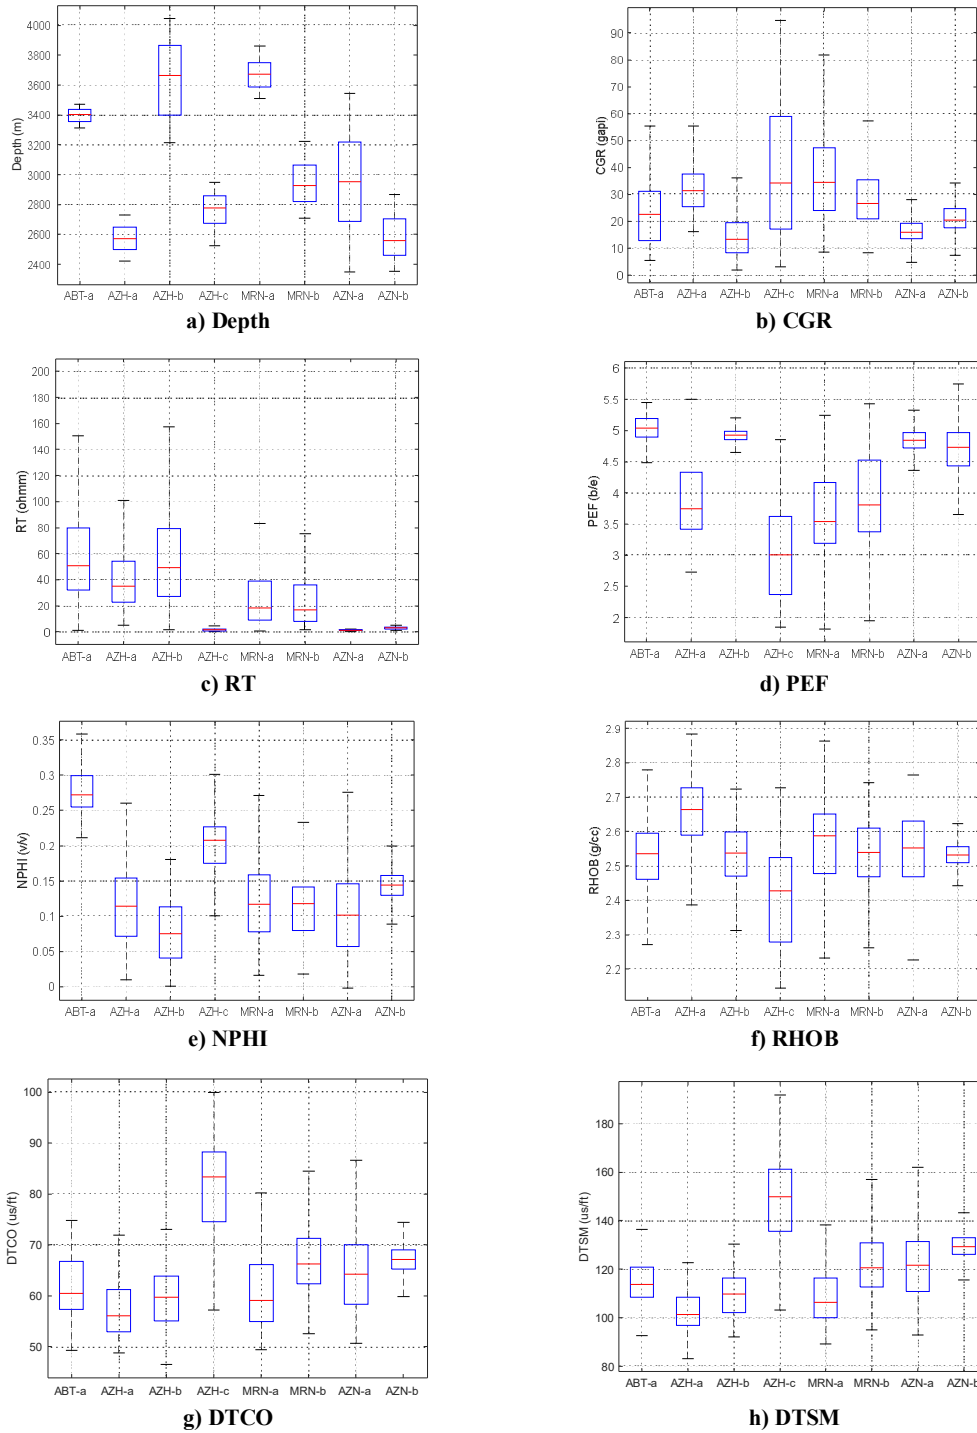 4000
3800
3600
3400
3200
3000
2800
2600
2400
Depth (m)
ABT-a AZH-a AZH-b AZH-c MRN-a MRN-b AZN-a AZN-b
a) Depth
90
80
70
60
50
40
30
20
10
0
CGR (gapi)
ABT-a AZH-a AZH-b AZH-c MRN-a MRN-b AZN-a AZN-b
b) CGR
200
180
160
140
120
100
80
60
40
20
0
RT (ohmm)
ABT-a AZH-a AZH-b AZH-c MRN-a MRN-b AZN-a AZN-b
c) RT
6
5.5
5
4.5
4
3.5
3
2.5
2
PEF (b/e)
ABT-a AZH-a AZH-b AZH-c MRN-a MRN-b AZN-a AZN-b
d) PEF
0.35
0.3
0.25
0.2
0.15
0.1
0.05
0
NPHI (v/v)
ABT-a AZH-a AZH-b AZH-c MRN-a MRN-b AZN-a AZN-b
e) NPHI
2.9
2.8
2.7
2.6
2.5
2.4
2.3
2.2
RHOB (g/cc)
ABT-a AZH-a AZH-b AZH-c MRN-a MRN-b AZN-a AZN-b
f) RHOB
100
90
80
70
60
50
DTCO (us/ft)
ABT-a AZH-a AZH-b AZH-c MRN-a MRN-b AZN-a AZN-b
g) DTCO
180
160
140
120
100
80
DTSM (us/ft)
ABT-a AZH-a AZH-b AZH-c MRN-a MRN-b AZN-a AZN-b
h) DTSM